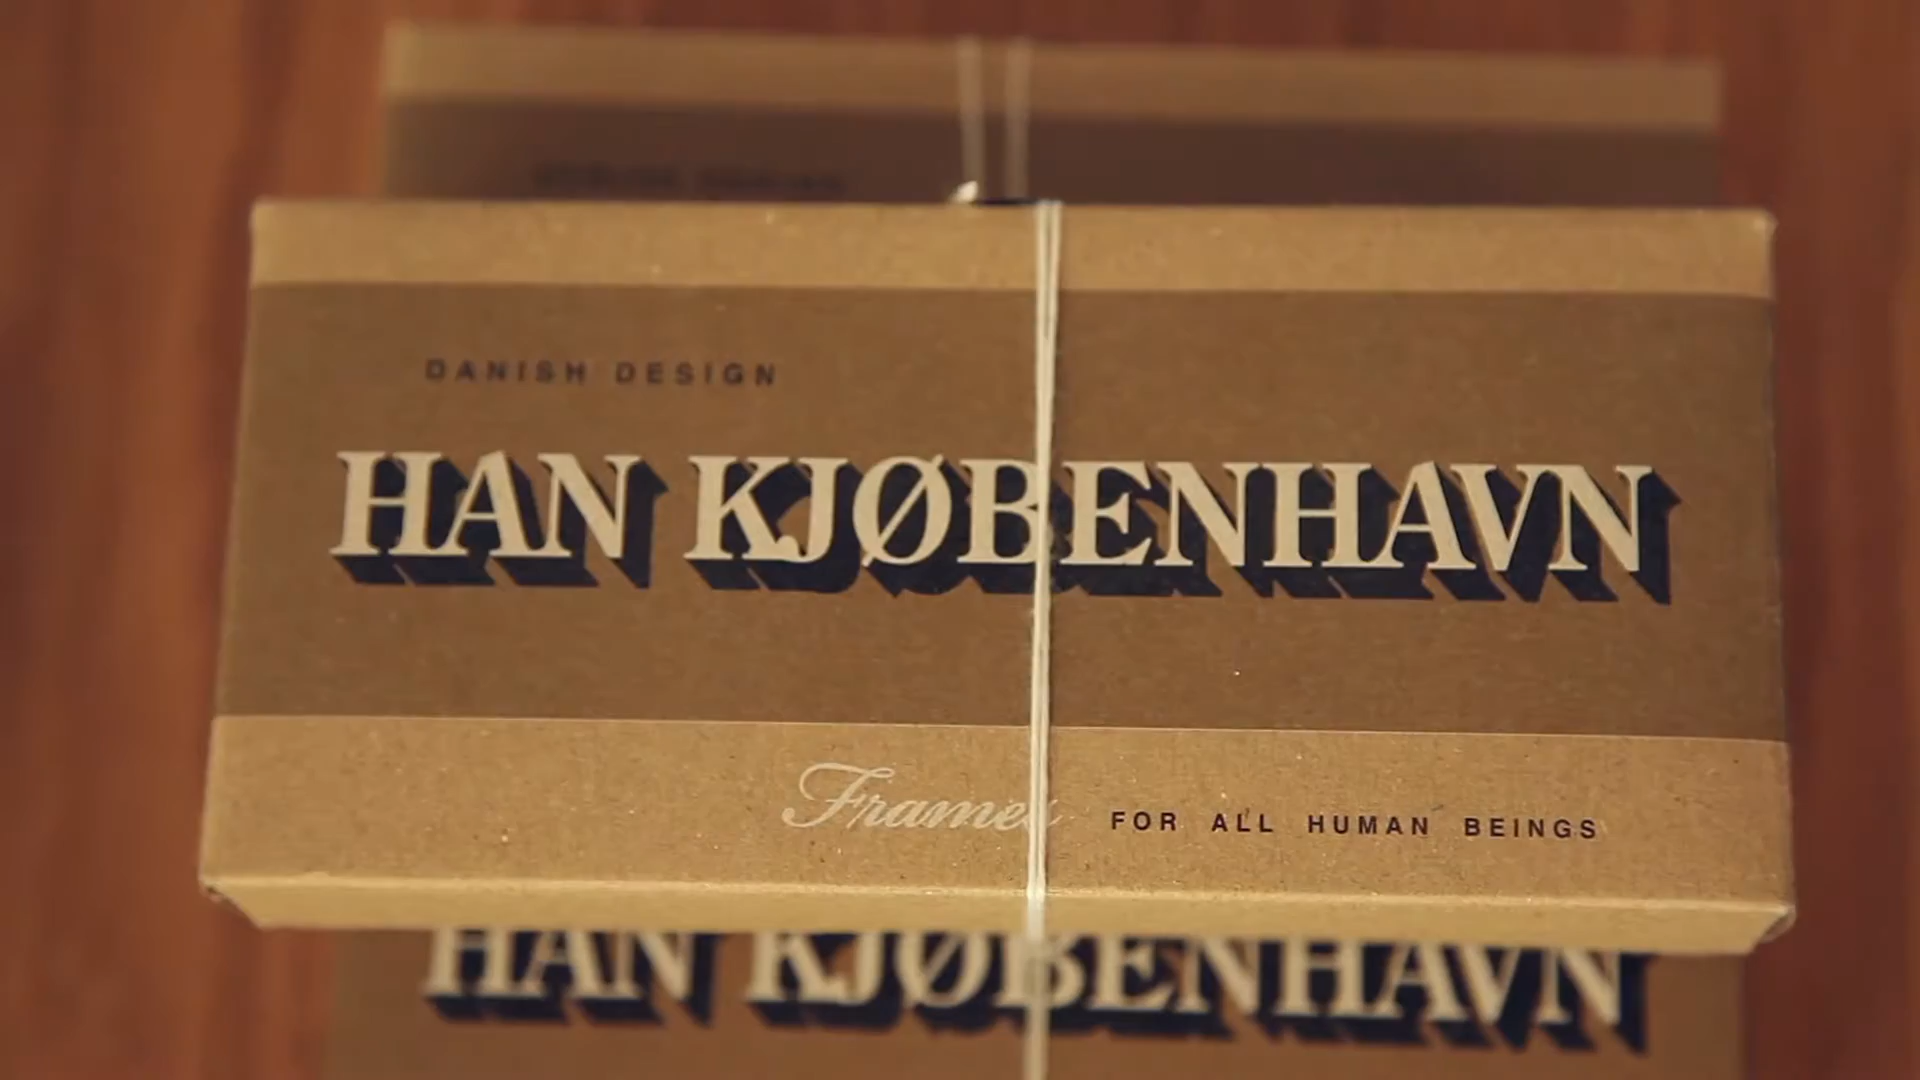 DANISH DESIGN
HAN KJØBENHAVN
Frames FOR ALL HUMAN BEINGS
HAN KJØBENHAVN